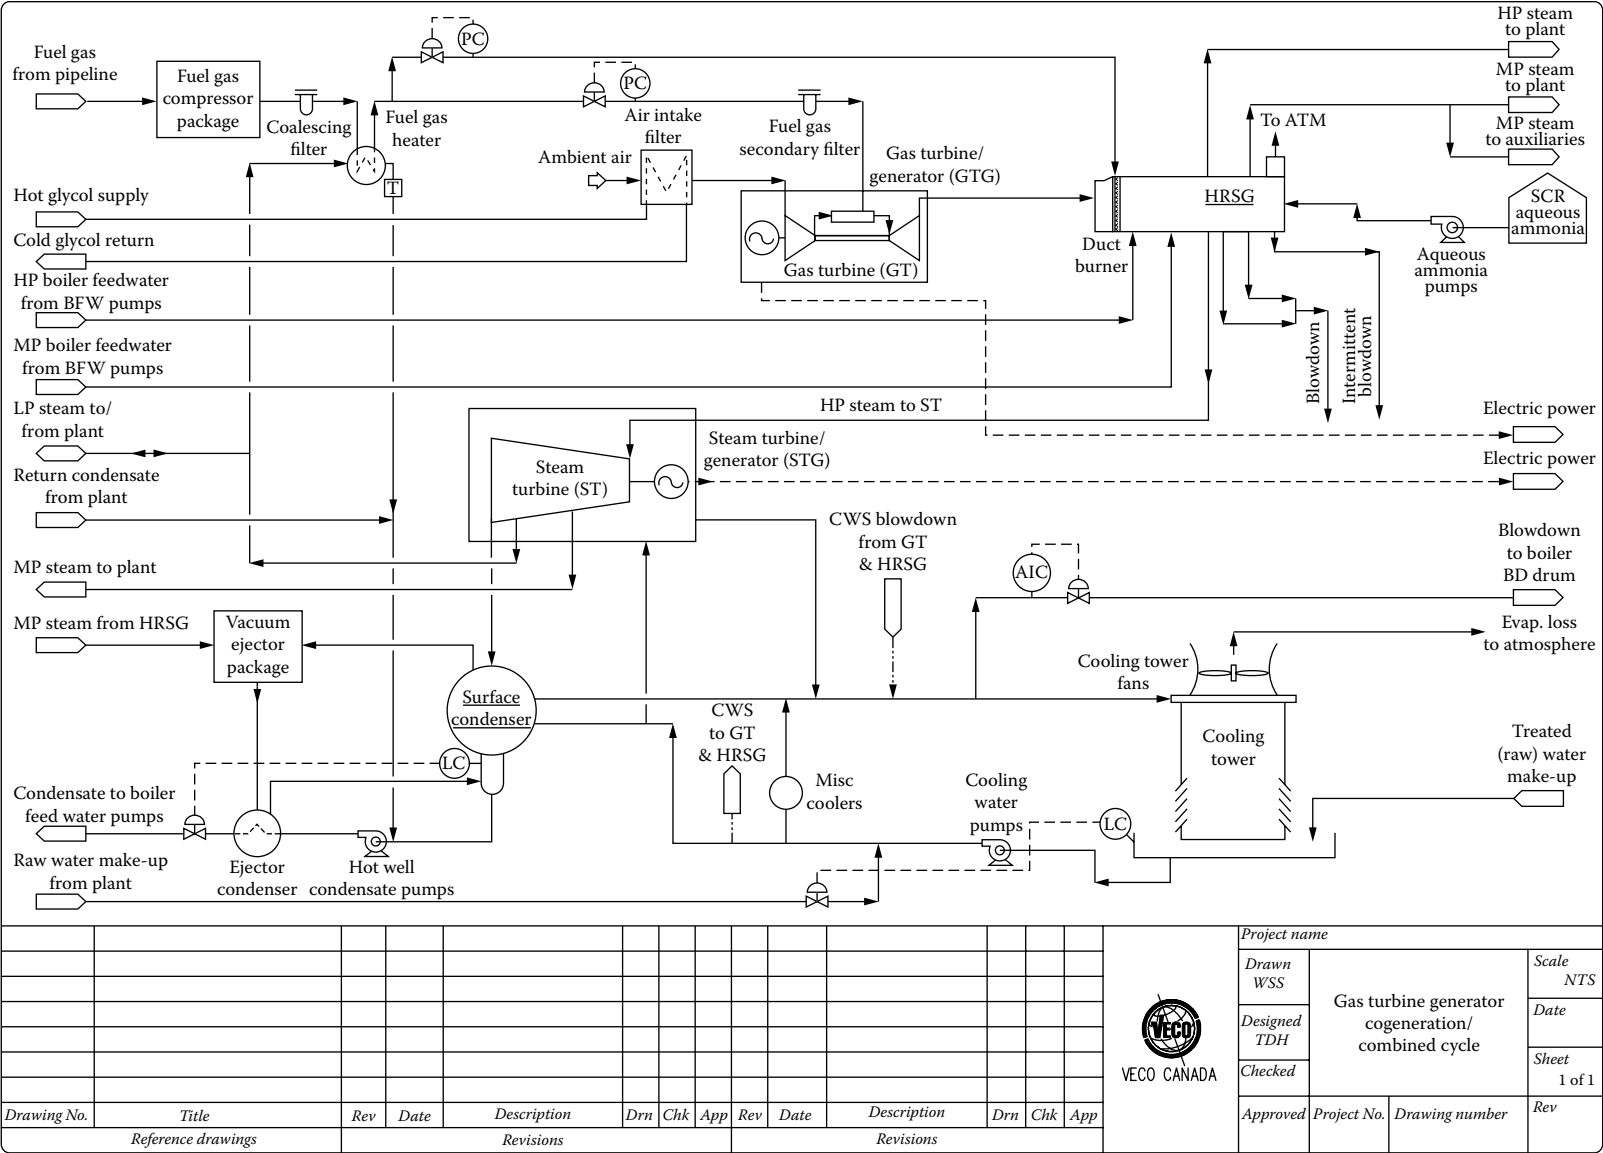 HP steam
to plant
PC
Fuel gas
from pipeline
Fuel gas
compressor
package
PC
MP steam
to plant
Coalescing
filter
Fuel gas
heater
Air intake
filter
Fuel gas
secondary filter
To ATM
MP steam
to auxiliaries
Ambient air
Gas turbine/
generator (GTG)
T
Hot glycol supply
HRSG
SCR
aqueous
ammonia
Cold glycol return
Duct
burner
Aqueous
ammonia
pumps
HP boiler feedwater
from BFW pumps
Gas turbine (GT)
MP boiler feedwater
from BFW pumps
Blowdown
Intermittent
blowdown
LP steam to/
from plant
HP steam to ST
Electric power
Steam turbine/
generator (STG)
Steam
turbine (ST)
Electric power
Return condensate
from plant
CWS blowdown
from GT
& HRSG
Blowdown
to boiler
BD drum
MP steam to plant
AIC
MP steam from HRSG
Vacuum
ejector
package
Evap. loss
to atmosphere
Cooling tower
fans
Surface
condenser
CWS
to GT
& HRSG
Cooling
tower
Treated
(raw) water
make-up
LC
Misc
coolers
Cooling
water
pumps
LC
Condensate to boiler
feed water pumps
Raw water make-up
from plant
Ejector
condenser
Hot well
condensate pumps
Project name
Drawn
WSS
Scale
NTS
Gas turbine generator
cogeneration/
combined cycle
Designed
TDH
Date
VECO
VECO CANADA
Checked
Sheet
1 of 1
Drawing No. Title Rev Date Description Drn Chk App Rev Date Description Drn Chk App
Approved Project No. Drawing number Rev
Reference drawings Revisions Revisions